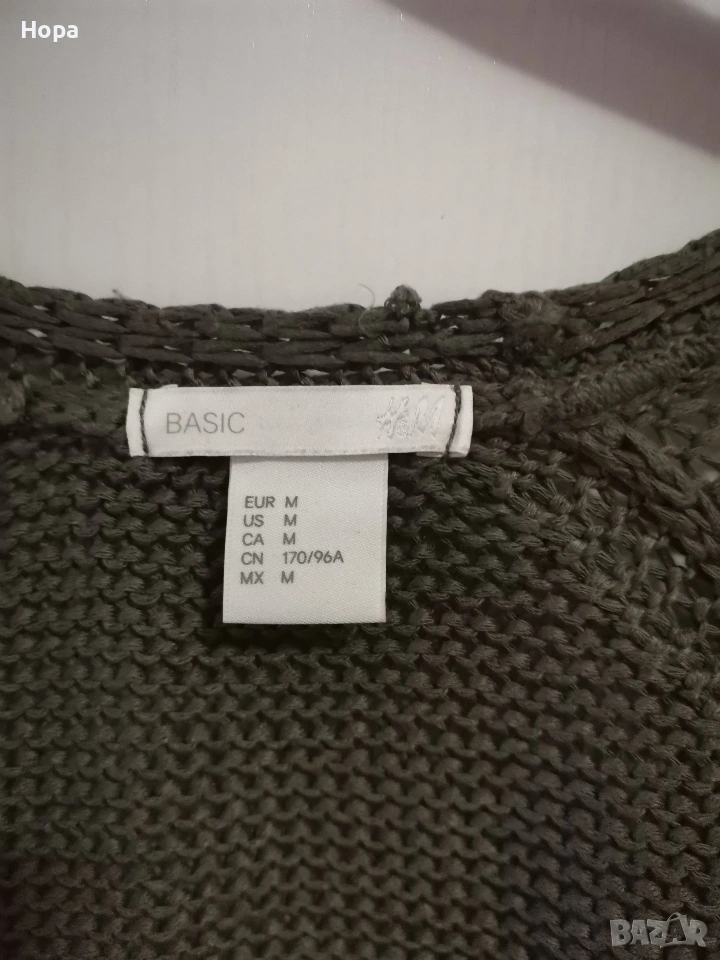 Нора
BASIC H&M
EUR M
US M
CA M
CN 170/96A
MX M
BAZAR